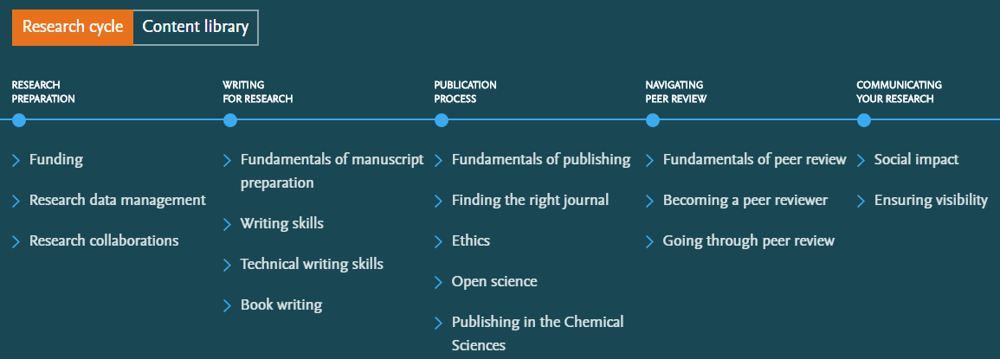 Research cycle
Content library
RESEARCH
PREPARATION
Funding
Research data management
Research collaborations
WRITING
FOR RESEARCH
Fundamentals of manuscript
preparation
Writing skills
Technical writing skills
Book writing
PUBLICATION
PROCESS
Fundamentals of publishing
Finding the right journal
Ethics
Open science
Publishing in the Chemical
Sciences
NAVIGATING
PEER REVIEW
Fundamentals of peer review
Becoming a peer reviewer
Going through peer review
COMMUNICATING
YOUR RESEARCH
Social impact
Ensuring visibility